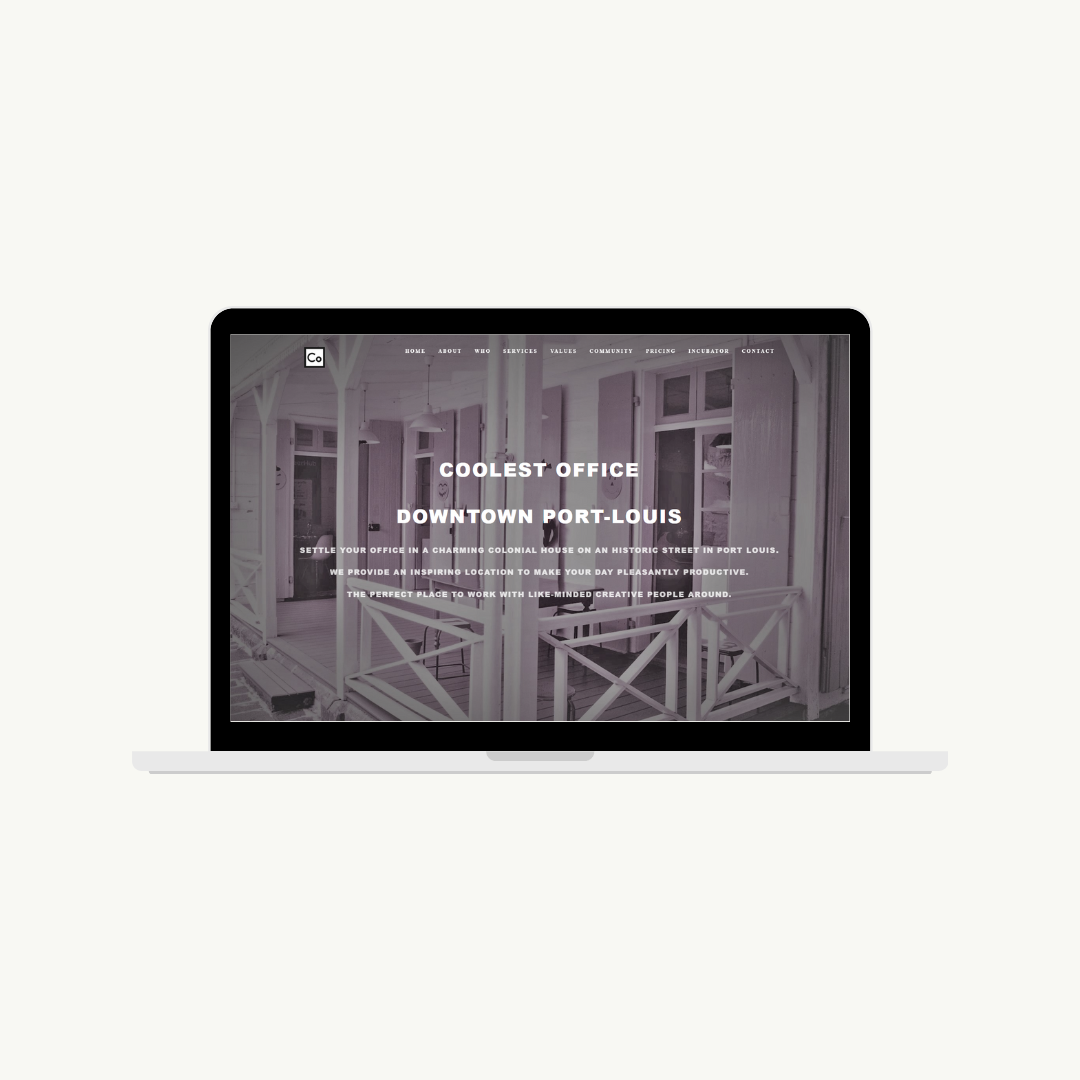 Co
HOME ABOUT WHO SERVICES VALUES COMMUNITY PRICING INCUBATOR CONTACT
COOLEST OFFICE
DOWNTOWN PORT-LOUIS
SETTLE YOUR OFFICE IN A CHARMING COLONIAL HOUSE ON AN HISTORIC STREET IN PORT LOUIS.
WE PROVIDE AN INSPIRING LOCATION TO MAKE YOUR DAY PLEASANTLY PRODUCTIVE.
THE PERFECT PLACE TO WORK WITH LIKE-MINDED CREATIVE PEOPLE AROUND.